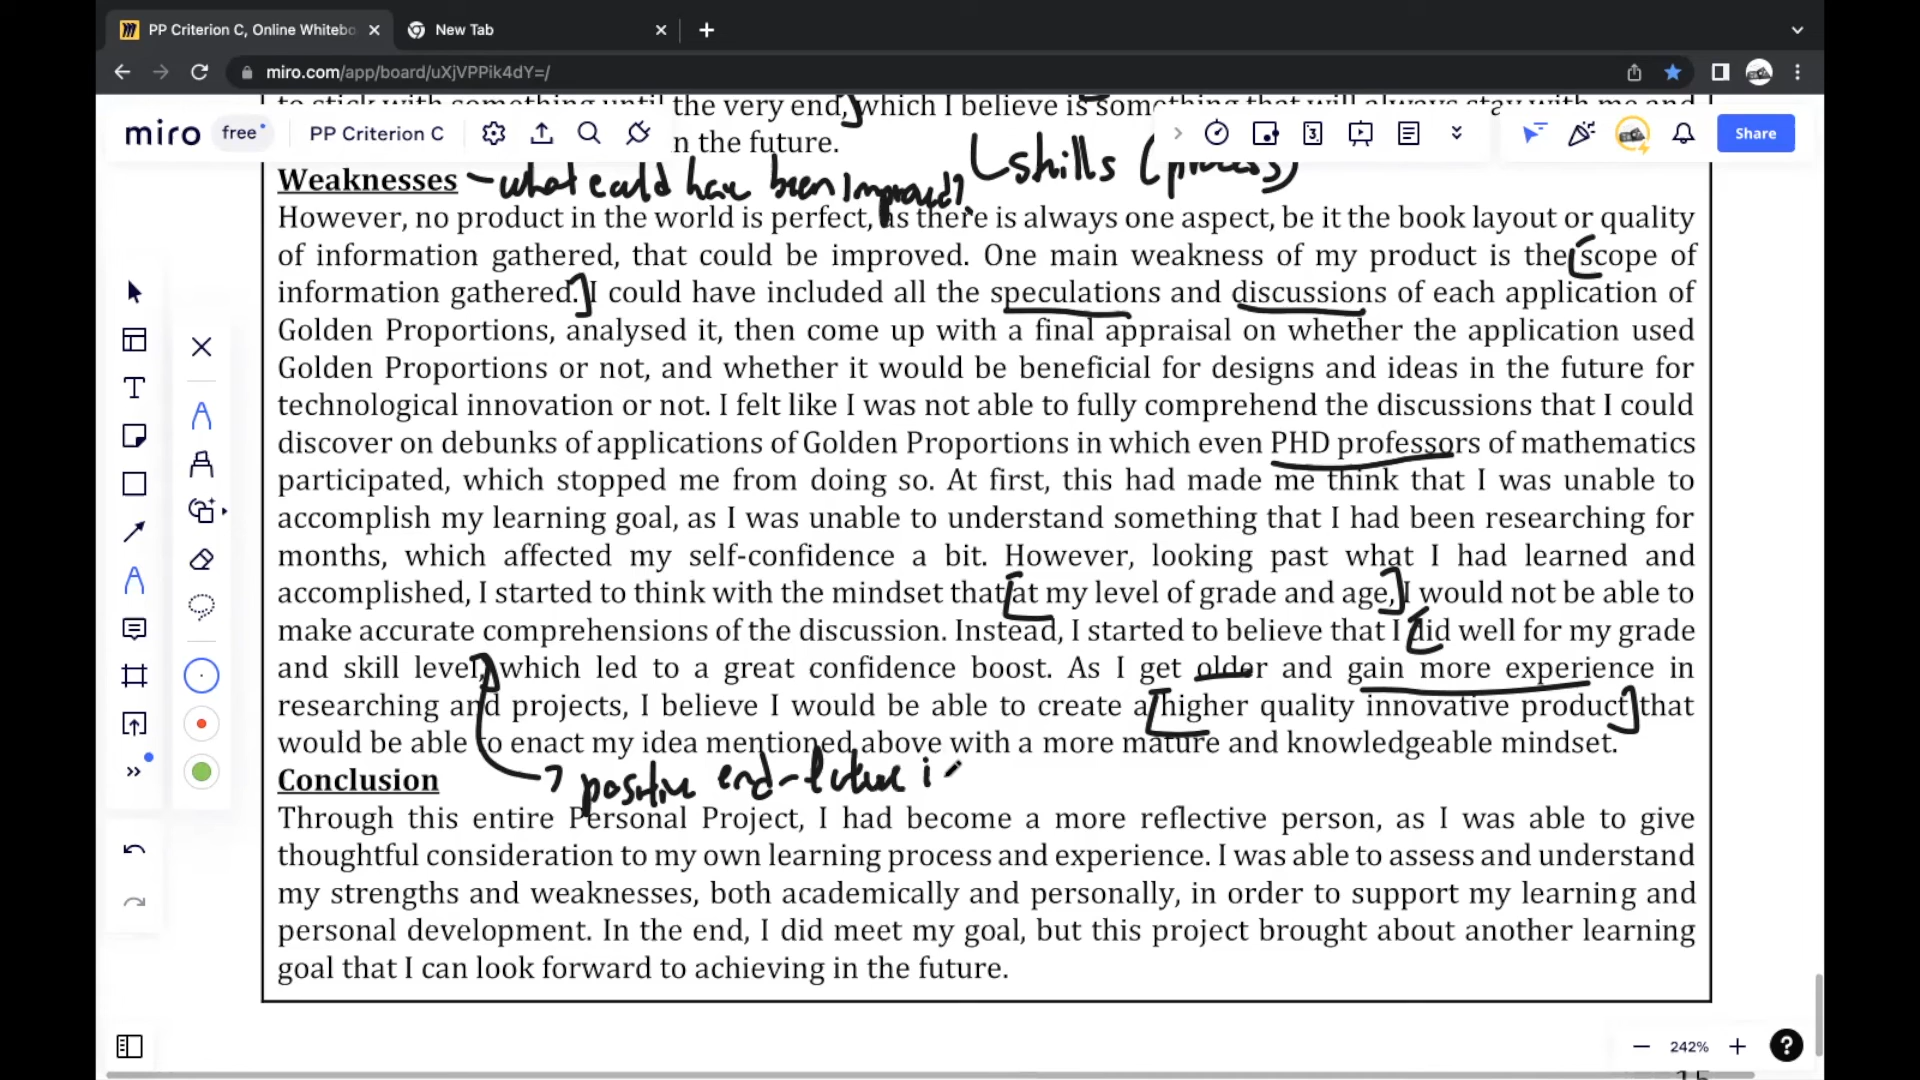 PP Criterion C, Online Whitebo
New Tab
miro.com/app/board/uXjVPPik4dY=/
the very end, which I believe is something that will always stay with me and
miro free PP Criterion C
n the future.
Share
skills (process)
Weaknesses - what could have been improved?
However, no product in the world is perfect, as there is always one aspect, be it the book layout or quality
of information gathered, that could be improved. One main weakness of my product is the scope of
information gathered. I could have included all the speculations and discussions of each application of
Golden Proportions, analysed it, then come up with a final appraisal on whether the application used
Golden Proportions or not, and whether it would be beneficial for designs and ideas in the future for
technological innovation or not. I felt like I was not able to fully comprehend the discussions that I could
discover on debunks of applications of Golden Proportions in which even PHD professors of mathematics
participated, which stopped me from doing so. At first, this had made me think that I was unable to
accomplish my learning goal, as I was unable to understand something that I had been researching for
months, which affected my self-confidence a bit. However, looking past what I had learned and
accomplished, I started to think with the mindset that at my level of grade and age, I would not be able to
make accurate comprehensions of the discussion. Instead, I started to believe that I did well for my grade
and skill level, which led to a great confidence boost. As I get older and gain more experience in
researching and projects, I believe I would be able to create a higher quality innovative product that
would be able to enact my idea mentioned above with a more mature and knowledgeable mindset.
positive end - future i
Conclusion
Through this entire Personal Project, I had become a more reflective person, as I was able to give
thoughtful consideration to my own learning process and experience. I was able to assess and understand
my strengths and weaknesses, both academically and personally, in order to support my learning and
personal development. In the end, I did meet my goal, but this project brought about another learning
goal that I can look forward to achieving in the future.
242%